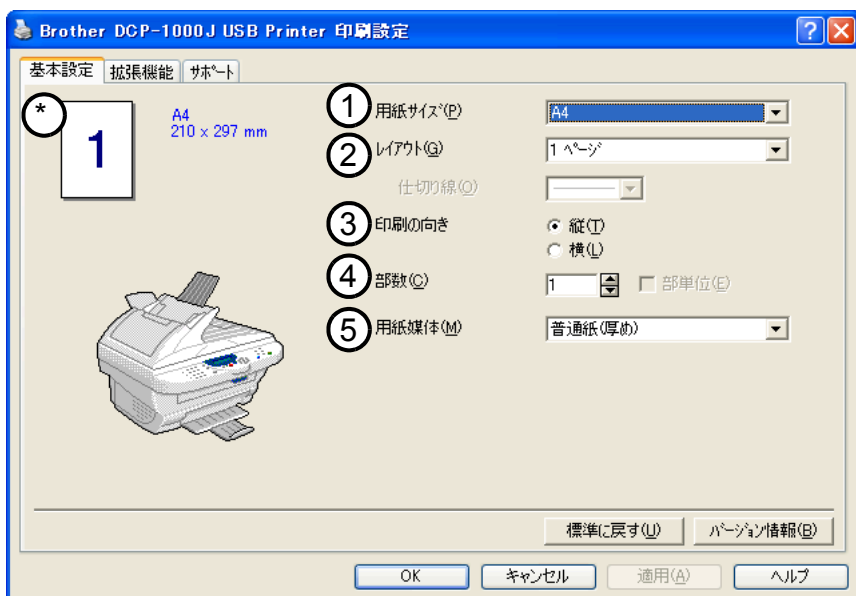 Brother DCP-1000J USB Printer 印刷設定
基本設定 拡張機能 サポート
*
1
A4
210 x 297 mm
① 用紙サイズ(P) A4
② レイアウト(G) 1 ページ
仕切り線(O)
③ 印刷の向き 縦(T)
横(L)
④ 部数(C) 1 部単位(E)
⑤ 用紙媒体(M) 普通紙(厚め)
標準に戻す(U) バージョン情報(B)
OK キャンセル 適用(A) ヘルプ